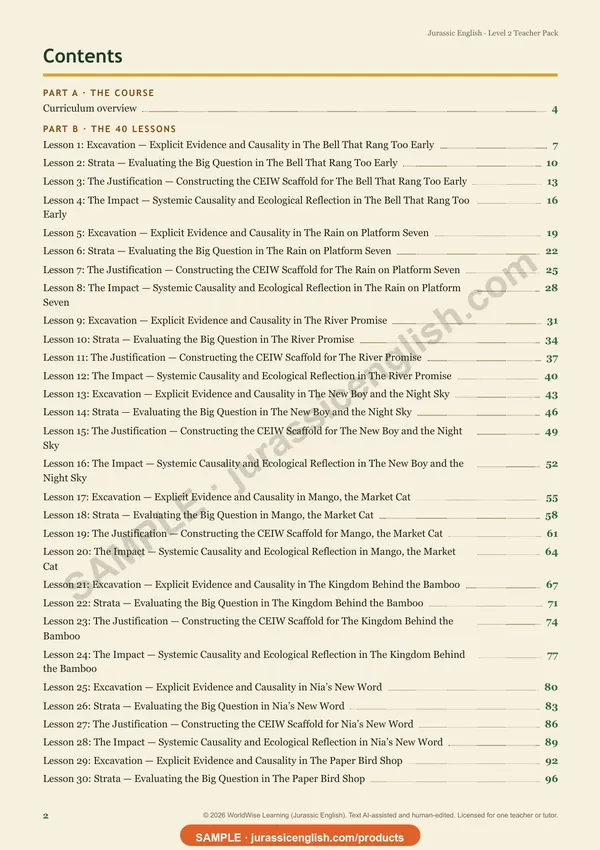 Jurassic English · Level 2 Teacher Pack
Contents
PART A · THE COURSE
Curriculum overview 4
PART B · THE 40 LESSONS
Lesson 1: Excavation — Explicit Evidence and Causality in The Bell That Rang Too Early 7
Lesson 2: Strata — Evaluating the Big Question in The Bell That Rang Too Early 10
Lesson 3: The Justification — Constructing the CEIW Scaffold for The Bell That Rang Too Early 13
Lesson 4: The Impact — Systemic Causality and Ecological Reflection in The Bell That Rang Too 16
Early
Lesson 5: Excavation — Explicit Evidence and Causality in The Rain on Platform Seven 19
Lesson 6: Strata — Evaluating the Big Question in The Rain on Platform Seven 22
Lesson 7: The Justification — Constructing the CEIW Scaffold for The Rain on Platform Seven 25
Lesson 8: The Impact — Systemic Causality and Ecological Reflection in The Rain on Platform 28
Seven
Lesson 9: Excavation — Explicit Evidence and Causality in The River Promise 31
Lesson 10: Strata — Evaluating the Big Question in The River Promise 34
Lesson 11: The Justification — Constructing the CEIW Scaffold for The River Promise 37
Lesson 12: The Impact — Systemic Causality and Ecological Reflection in The River Promise 40
Lesson 13: Excavation — Explicit Evidence and Causality in The New Boy and the Night Sky 43
Lesson 14: Strata — Evaluating the Big Question in The New Boy and the Night Sky 46
Lesson 15: The Justification — Constructing the CEIW Scaffold for The New Boy and the Night 49
Sky
Lesson 16: The Impact — Systemic Causality and Ecological Reflection in The New Boy and the 52
Night Sky
Lesson 17: Excavation — Explicit Evidence and Causality in Mango, the Market Cat 55
Lesson 18: Strata — Evaluating the Big Question in Mango, the Market Cat 58
Lesson 19: The Justification — Constructing the CEIW Scaffold for Mango, the Market Cat 61
Lesson 20: The Impact — Systemic Causality and Ecological Reflection in Mango, the Market 64
Cat
Lesson 21: Excavation — Explicit Evidence and Causality in The Kingdom Behind the Bamboo 67
Lesson 22: Strata — Evaluating the Big Question in The Kingdom Behind the Bamboo 71
Lesson 23: The Justification — Constructing the CEIW Scaffold for The Kingdom Behind the 74
Bamboo
Lesson 24: The Impact — Systemic Causality and Ecological Reflection in The Kingdom Behind 77
the Bamboo
Lesson 25: Excavation — Explicit Evidence and Causality in Nia's New Word 80
Lesson 26: Strata — Evaluating the Big Question in Nia's New Word 83
Lesson 27: The Justification — Constructing the CEIW Scaffold for Nia's New Word 86
Lesson 28: The Impact — Systemic Causality and Ecological Reflection in Nia's New Word 89
Lesson 29: Excavation — Explicit Evidence and Causality in The Paper Bird Shop 92
Lesson 30: Strata — Evaluating the Big Question in The Paper Bird Shop 96
SAMPLE · jurassicenglish.com
2 © 2026 WorldWise Learning (Jurassic English). Text AI-assisted and human-edited. Licensed for one teacher or tutor.
SAMPLE · jurassicenglish.com/products